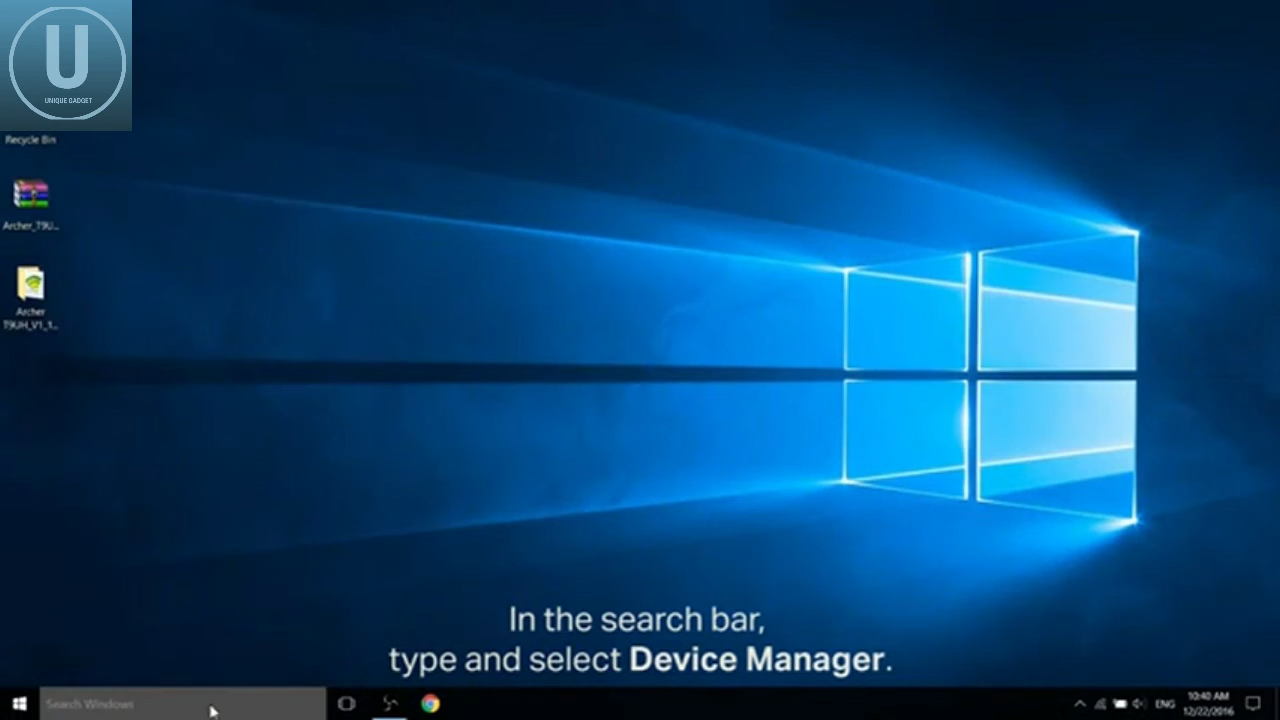 U
UNIQUE GADGET
Recycle Bin
Archer_T9U...
Archer
T9UH_V1_1...
In the search bar,
type and select Device Manager.
Search Windows
ENG
10:40 AM
12/22/2016